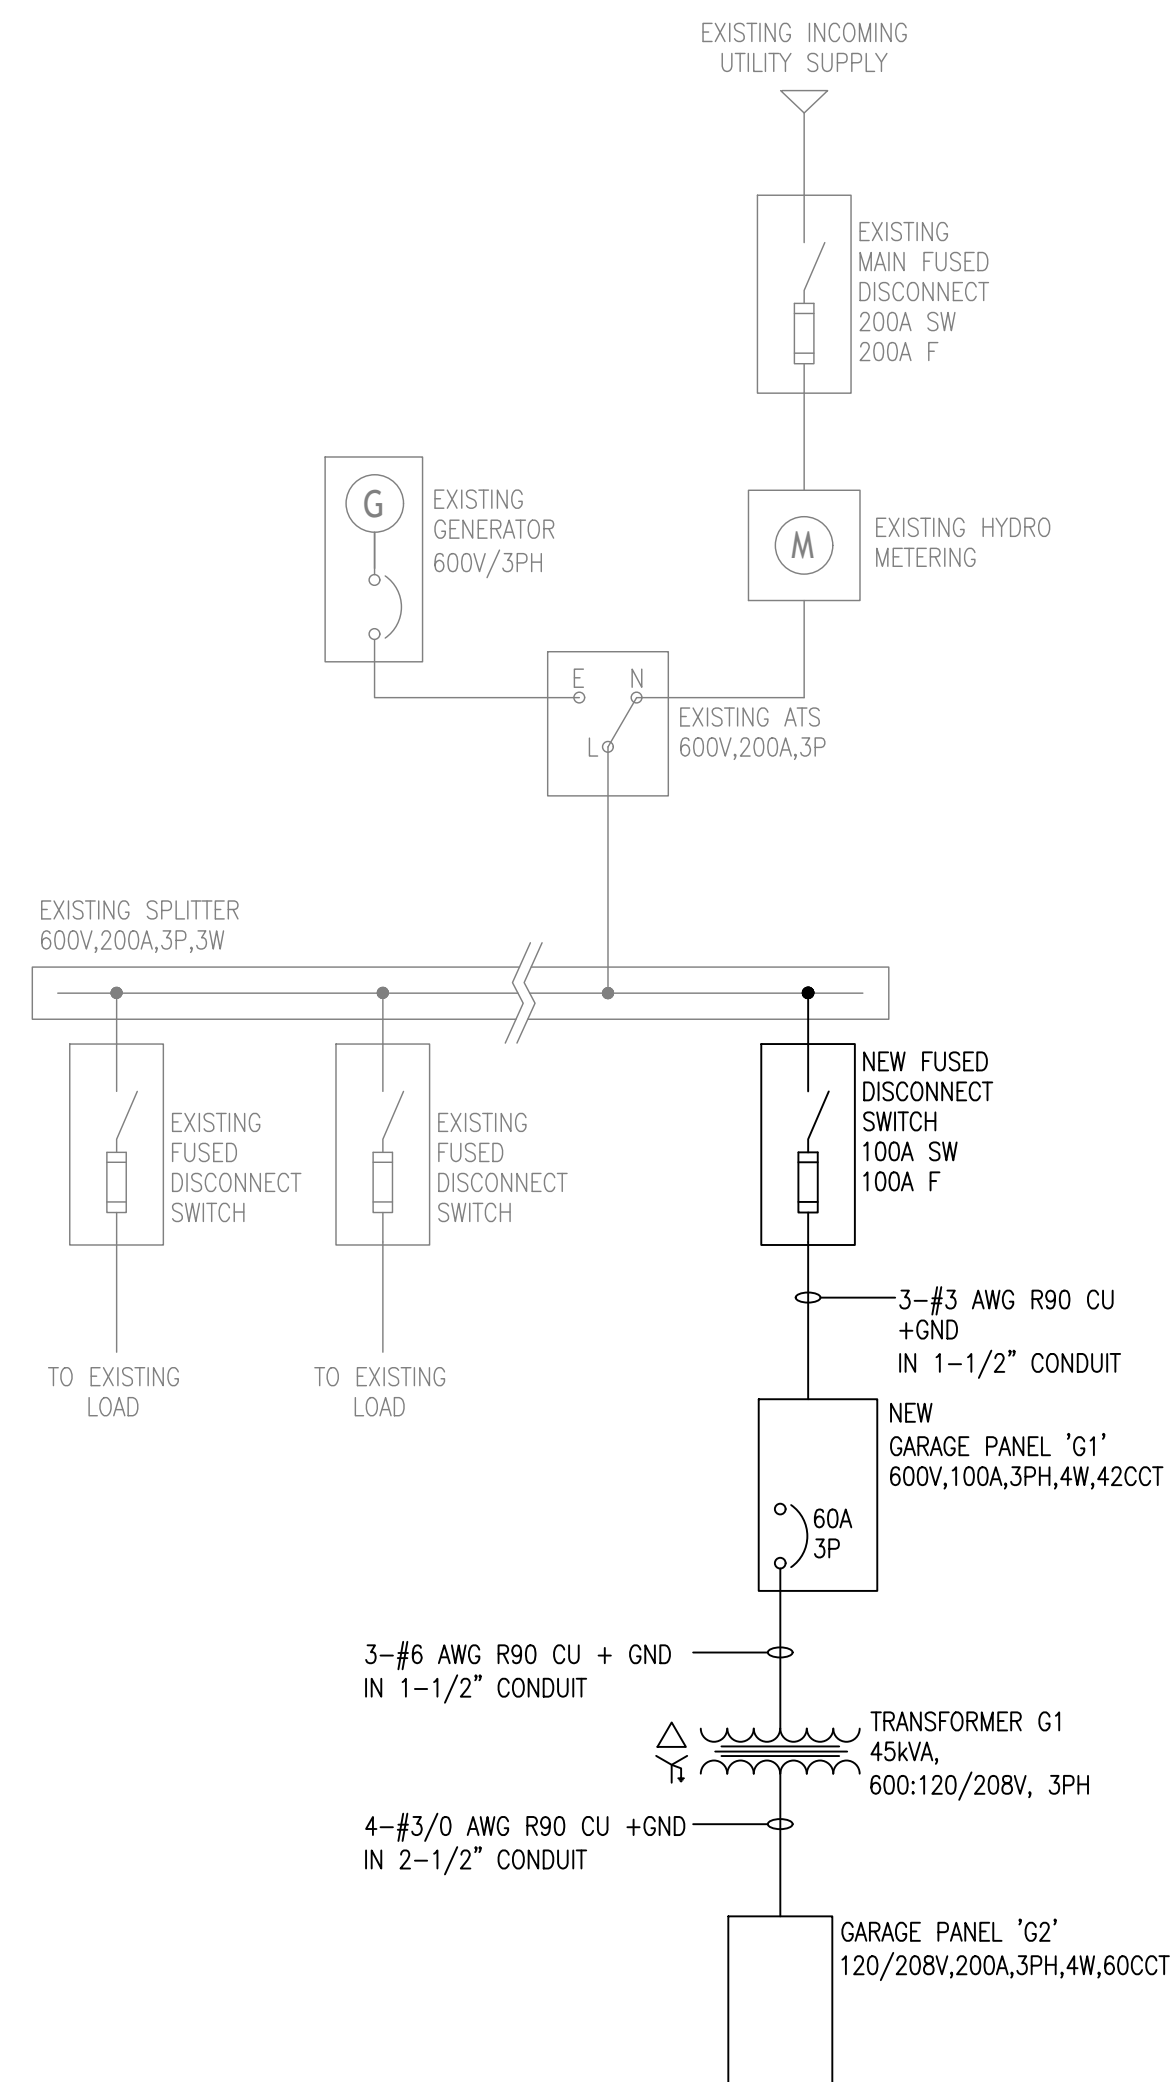 EXISTING INCOMING
UTILITY SUPPLY
EXISTING
MAIN FUSED
DISCONNECT
200A SW
200A F
G
EXISTING
GENERATOR
600V/3PH
M
EXISTING HYDRO
METERING
E N
L
EXISTING ATS
600V,200A,3P
EXISTING SPLITTER
600V,200A,3P,3W
EXISTING
FUSED
DISCONNECT
SWITCH
EXISTING
FUSED
DISCONNECT
SWITCH
NEW FUSED
DISCONNECT
SWITCH
100A SW
100A F
TO EXISTING
LOAD
TO EXISTING
LOAD
3-#3 AWG R90 CU
+GND
IN 1-1/2" CONDUIT
NEW
GARAGE PANEL 'G1'
600V,100A,3PH,4W,42CCT
60A
3P
3-#6 AWG R90 CU + GND
IN 1-1/2" CONDUIT
TRANSFORMER G1
45kVA,
600:120/208V, 3PH
4-#3/0 AWG R90 CU +GND
IN 2-1/2" CONDUIT
GARAGE PANEL 'G2'
120/208V,200A,3PH,4W,60CCT